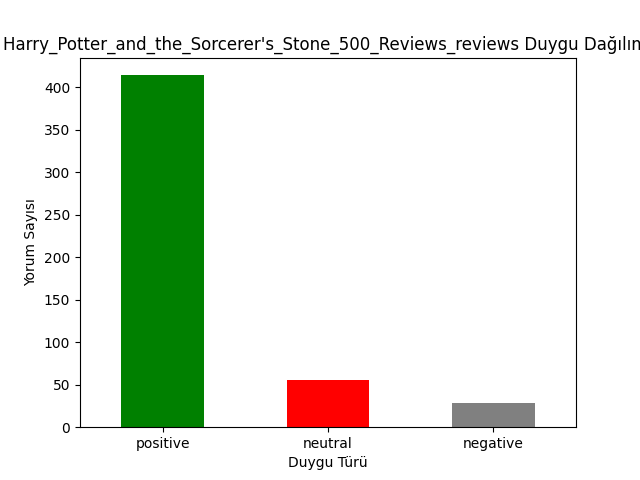 Harry_Potter_and_the_Sorcerer's_Stone_500_Reviews_reviews Duygu Dağılın
Yorum Sayısı
400
350
300
250
200
150
100
50
0
positive neutral negative
Duygu Türü